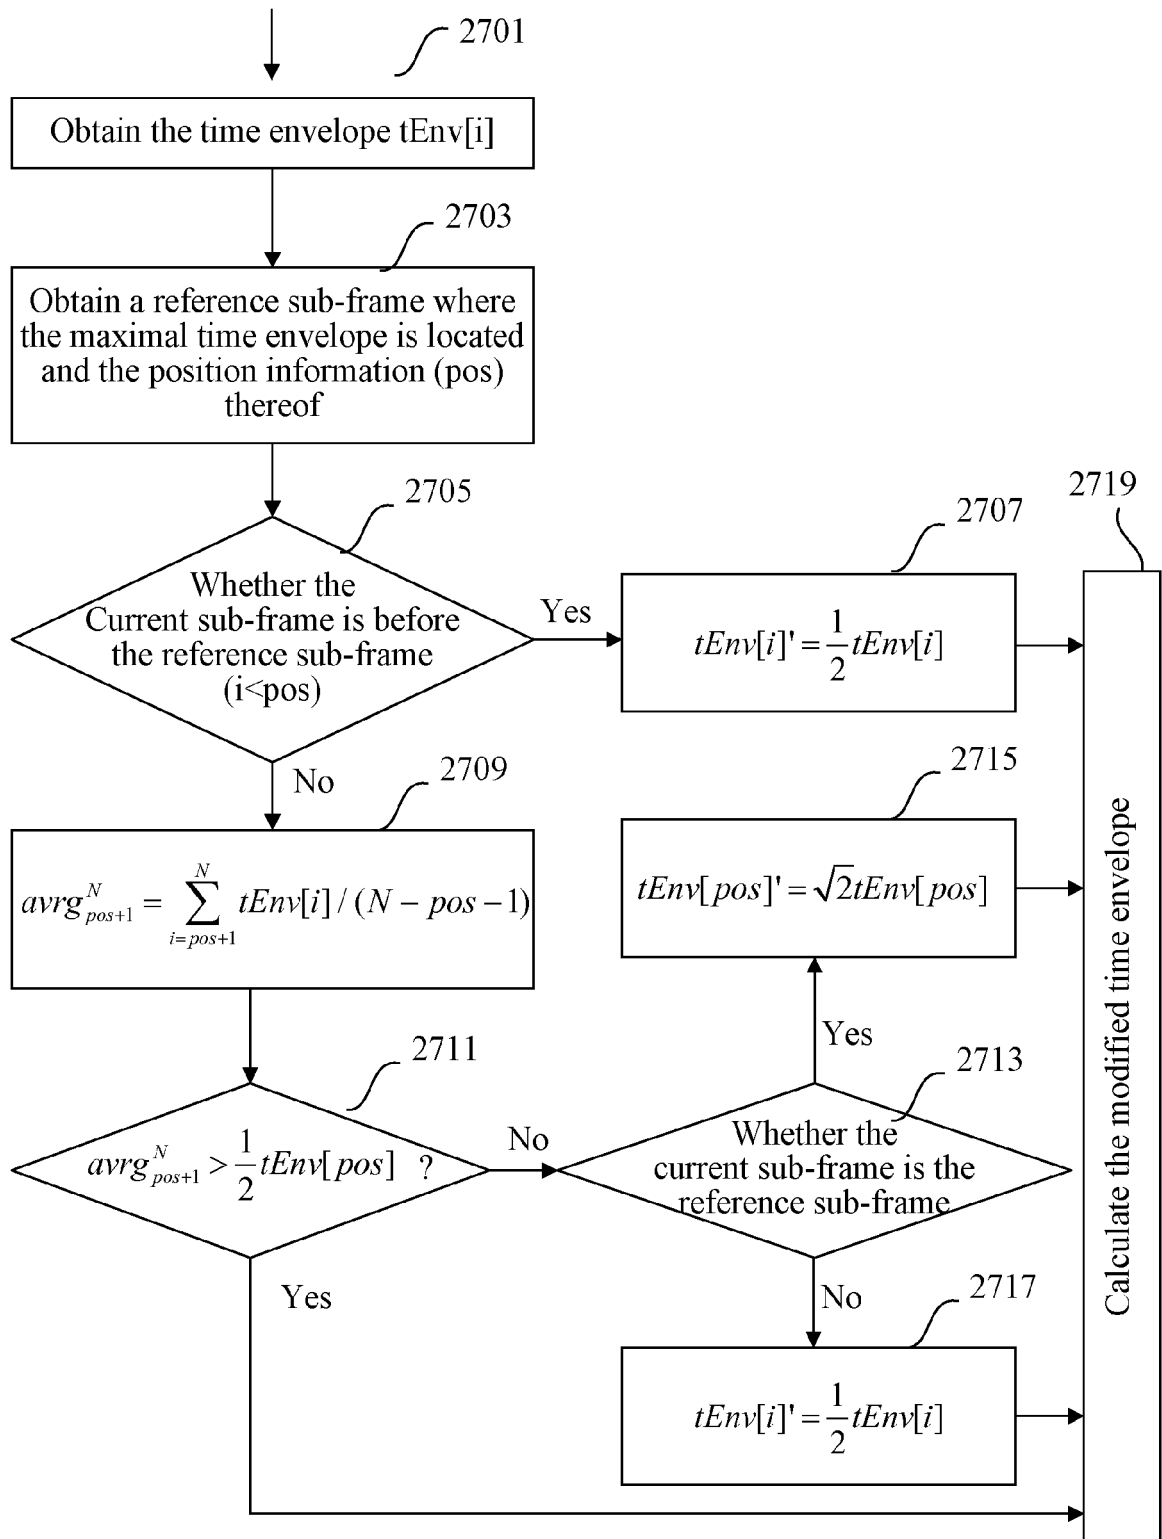 2701
Obtain the time envelope tEnv[i]
2703
Obtain a reference sub-frame where
the maximal time envelope is located
and the position information (pos)
thereof
2705
Whether the
Current sub-frame is before
the reference sub-frame
(i<pos)
Yes
No
2707
tEnv[i]' = 1/2 tEnv[i]
2719
Calculate the modified time envelope
2709
avrg^N_{pos+1} = ∑_{i=pos+1}^{N} tEnv[i] / (N − pos − 1)
2715
tEnv[pos]' = √2 tEnv[pos]
2711
avrg^N_{pos+1} > 1/2 tEnv[pos] ?
No
Yes
2713
Whether the
current sub-frame is the
reference sub-frame
Yes
No
2717
tEnv[i]' = 1/2 tEnv[i]